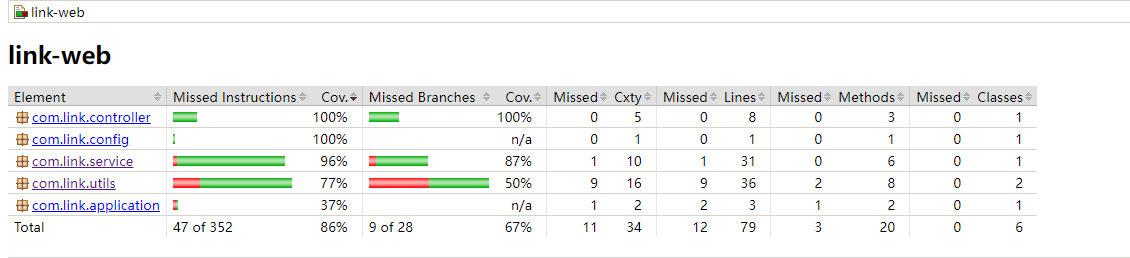 link-web
link-web
Element Missed Instructions Cov. Missed Branches Cov. Missed Cxty Missed Lines Missed Methods Missed Classes
com.link.controller 100% 100% 0 5 0 8 0 3 0 1
com.link.config 100% n/a 0 1 0 1 0 1 0 1
com.link.service 96% 87% 1 10 1 31 0 6 0 1
com.link.utils 77% 50% 9 16 9 36 2 8 0 2
com.link.application 37% n/a 1 2 2 3 1 2 0 1
Total 47 of 352 86% 9 of 28 67% 11 34 12 79 3 20 0 6